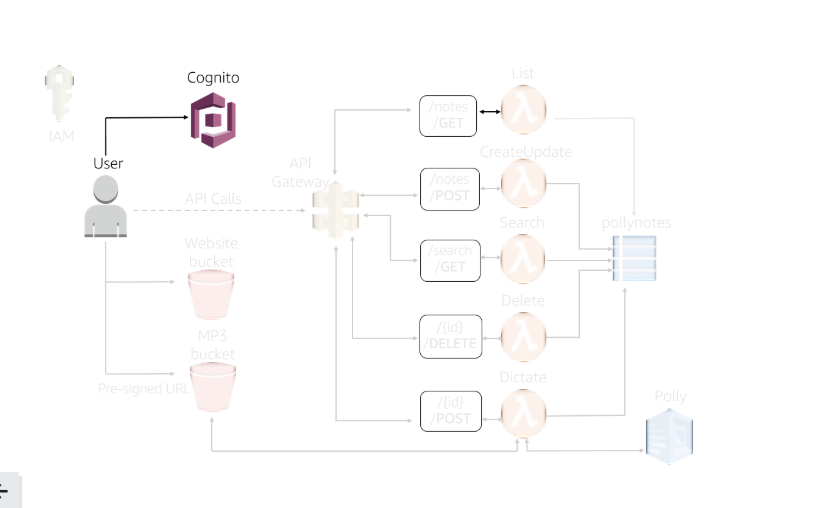 List
Cognito
/notes
/GET
IAM
CreateUpdate
User
API
Gateway
/notes
/POST
API Calls
Search
pollynotes
Website
bucket
/search
/GET
Delete
MP3
bucket
/{id}
/DELETE
Dictate
Pre-signed URL
/{id}
/POST
Polly